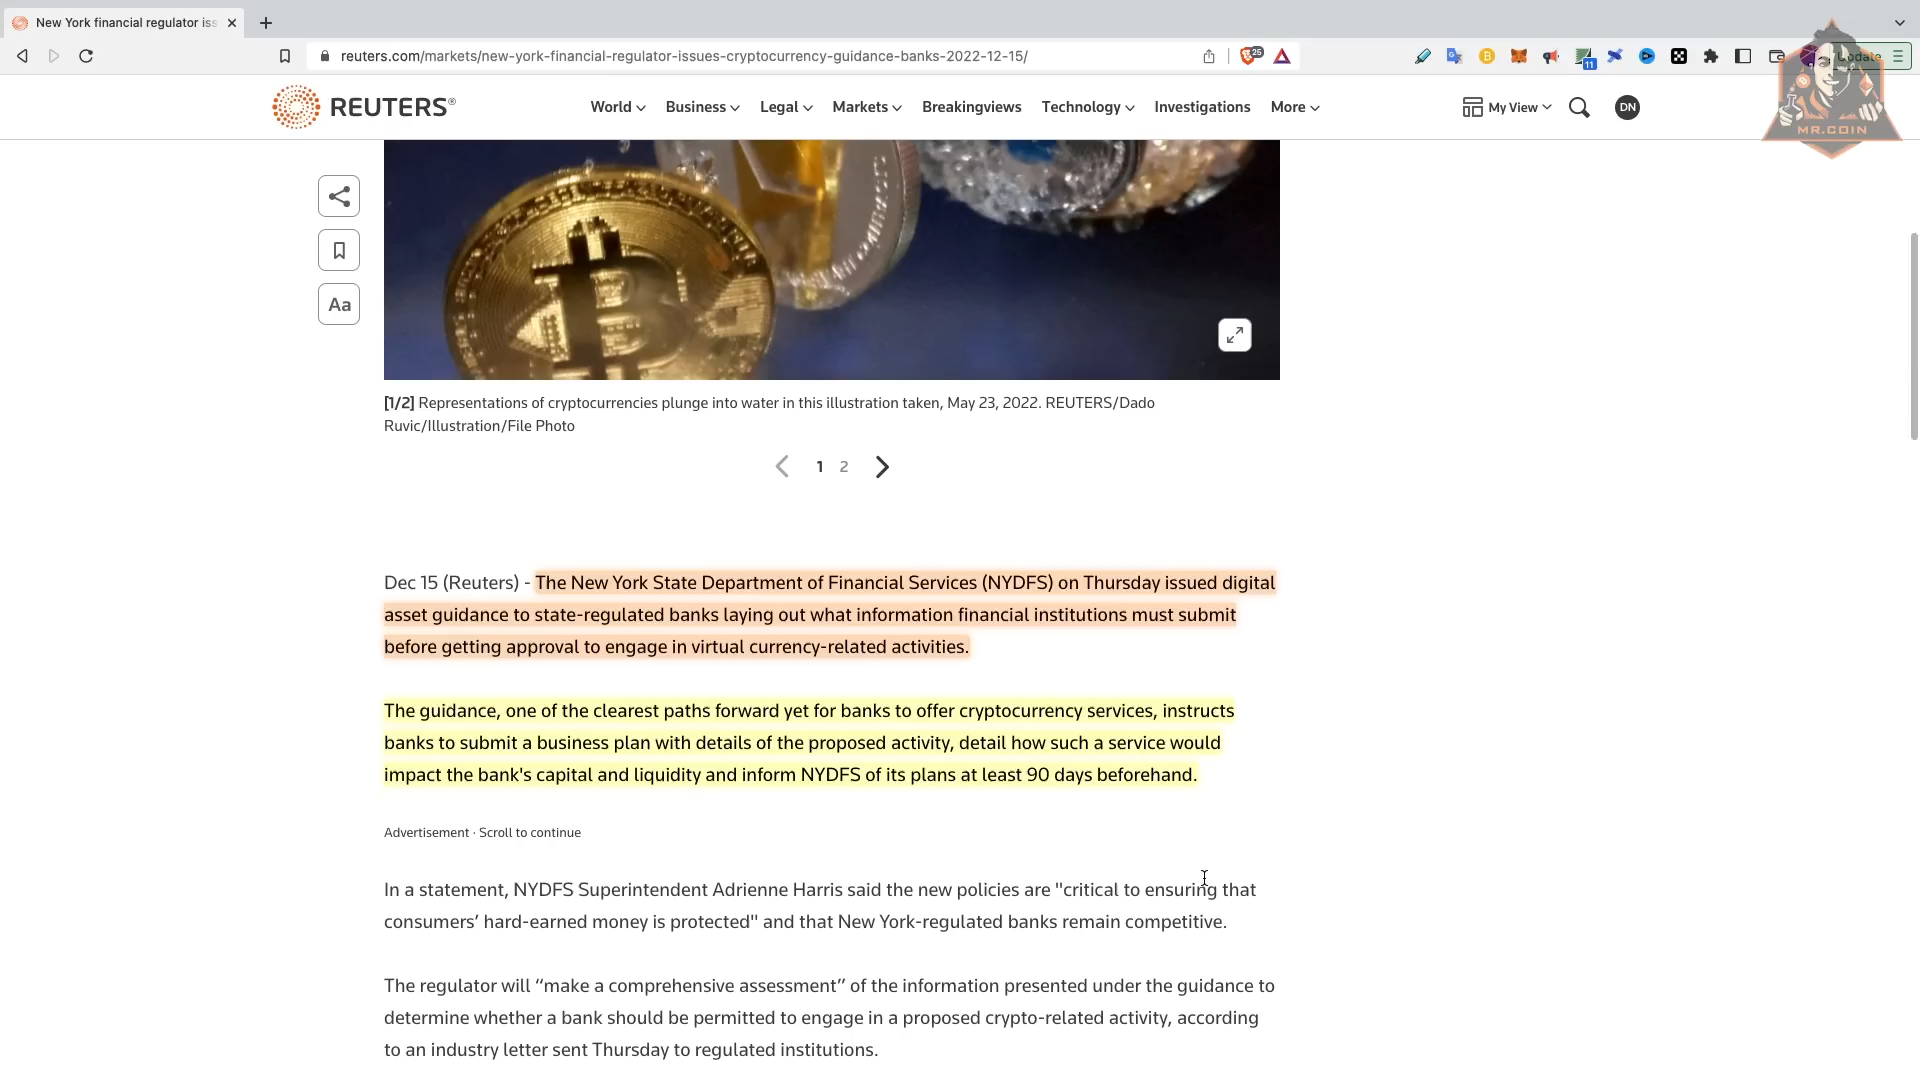 New York financial regulator iss
reuters.com/markets/new-york-financial-regulator-issues-cryptocurrency-guidance-banks-2022-12-15/
25
11
Update
REUTERS®
World
Business
Legal
Markets
Breakingviews
Technology
Investigations
More
My View
DN
MR.COIN
Aa
[1/2] Representations of cryptocurrencies plunge into water in this illustration taken, May 23, 2022. REUTERS/Dado
Ruvic/Illustration/File Photo
1 2
Dec 15 (Reuters) - The New York State Department of Financial Services (NYDFS) on Thursday issued digital
asset guidance to state-regulated banks laying out what information financial institutions must submit
before getting approval to engage in virtual currency-related activities.
The guidance, one of the clearest paths forward yet for banks to offer cryptocurrency services, instructs
banks to submit a business plan with details of the proposed activity, detail how such a service would
impact the bank's capital and liquidity and inform NYDFS of its plans at least 90 days beforehand.
Advertisement · Scroll to continue
In a statement, NYDFS Superintendent Adrienne Harris said the new policies are "critical to ensuring that
consumers’ hard-earned money is protected" and that New York-regulated banks remain competitive.
The regulator will “make a comprehensive assessment” of the information presented under the guidance to
determine whether a bank should be permitted to engage in a proposed crypto-related activity, according
to an industry letter sent Thursday to regulated institutions.